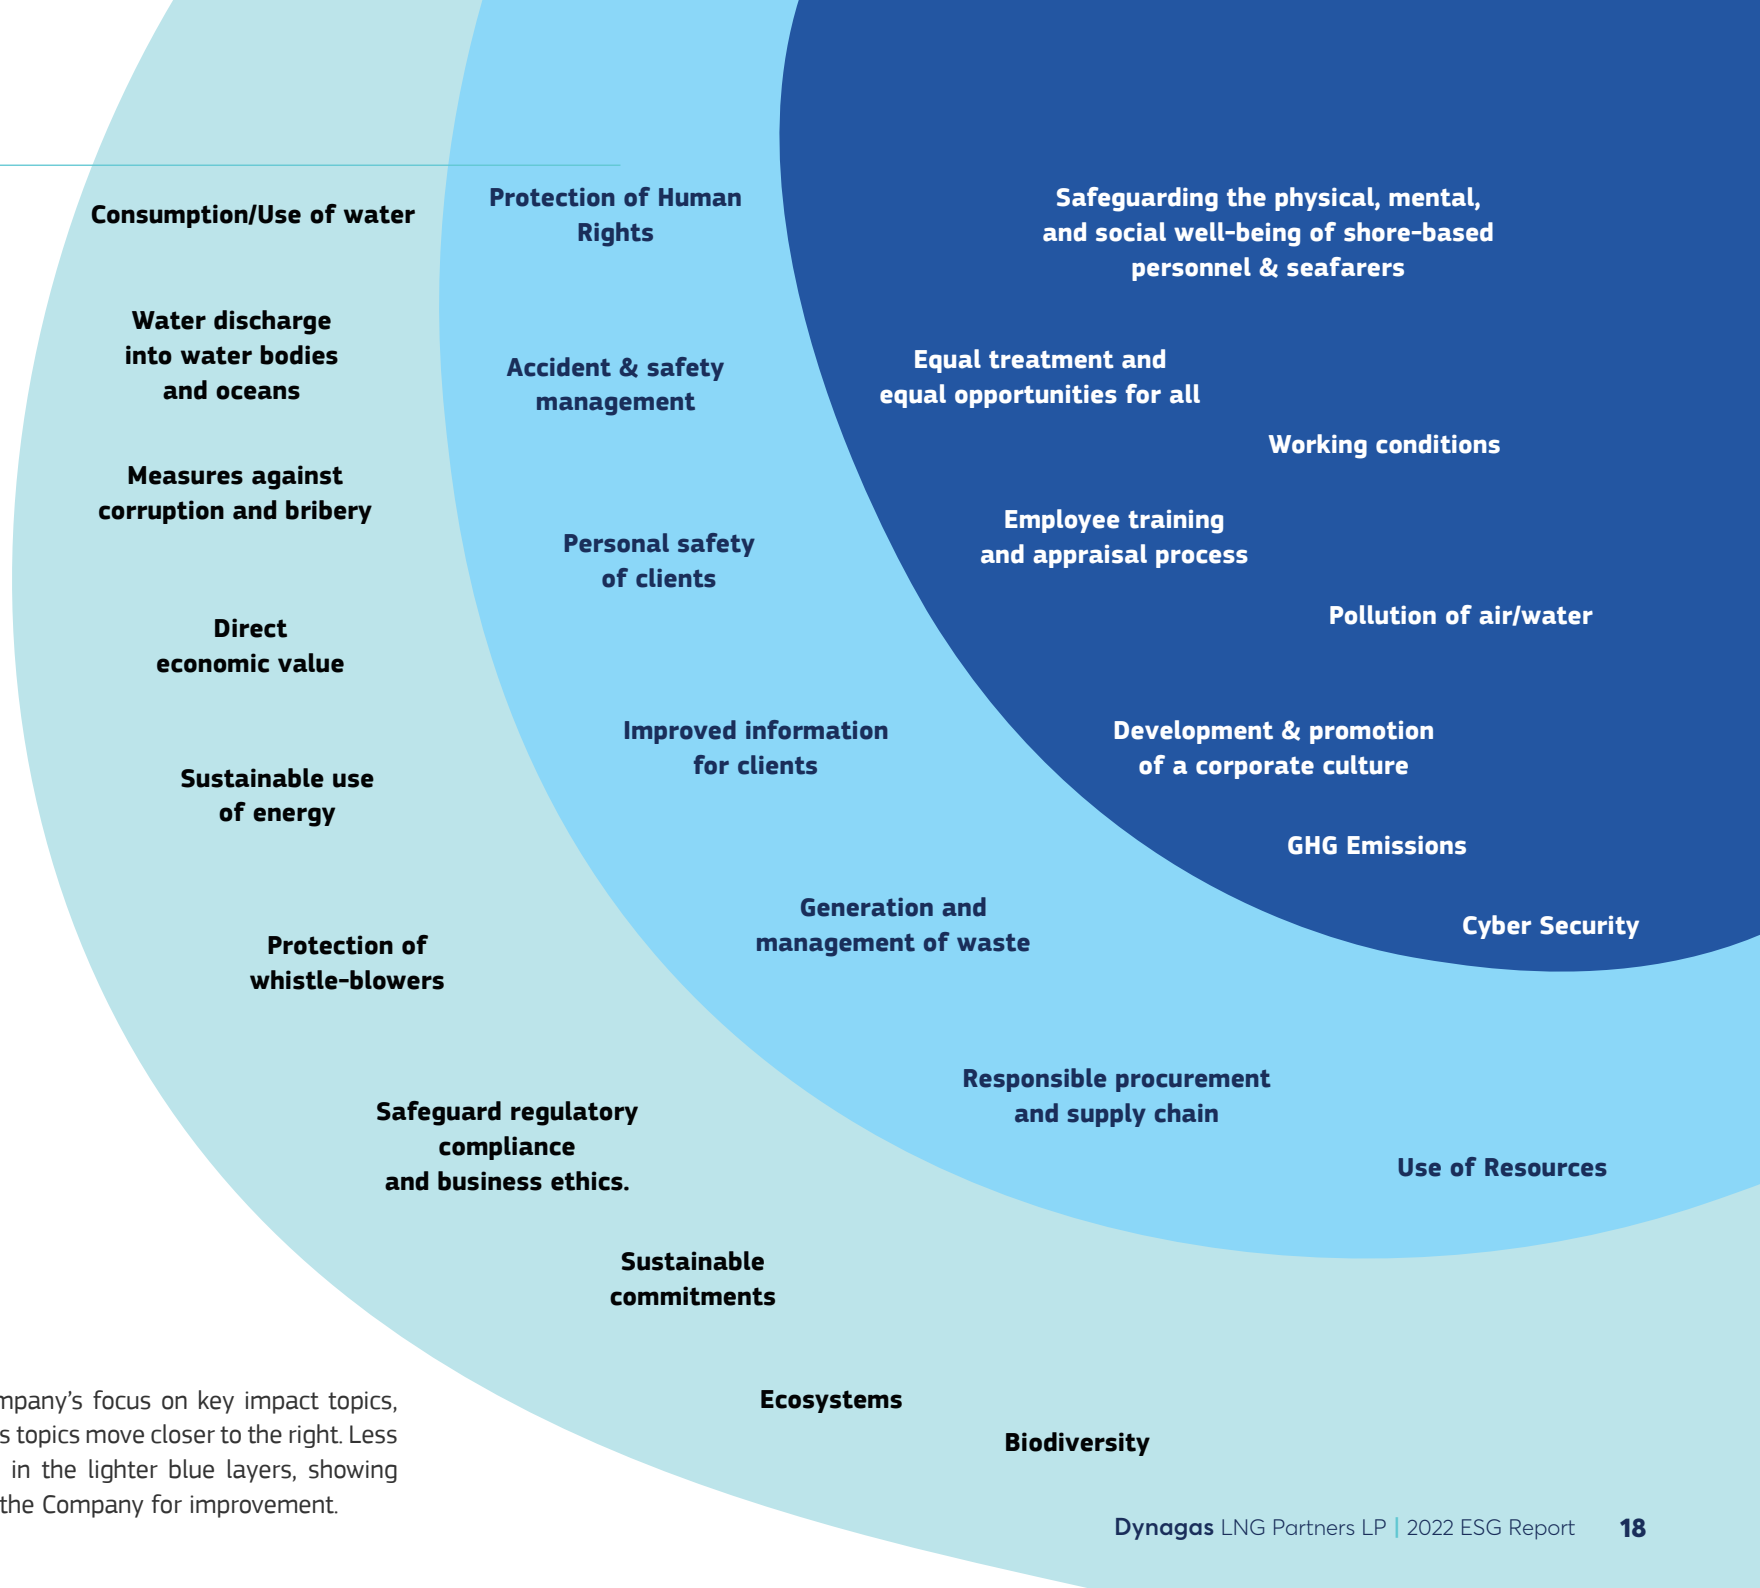 Consumption/Use of water
Water discharge
into water bodies
and oceans
Measures against
corruption and bribery
Direct
economic value
Sustainable use
of energy
Protection of
whistle-blowers
Safeguard regulatory
compliance
and business ethics.
Sustainable
commitments
Ecosystems
Biodiversity
Protection of Human
Rights
Accident & safety
management
Personal safety
of clients
Improved information
for clients
Generation and
management of waste
Responsible procurement
and supply chain
Use of Resources
Safeguarding the physical, mental,
and social well-being of shore-based
personnel & seafarers
Equal treatment and
equal opportunities for all
Working conditions
Employee training
and appraisal process
Pollution of air/water
Development & promotion
of a corporate culture
GHG Emissions
Cyber Security
focus on key impact topics,
topics move closer to the right. Less
in the lighter blue layers, showing
the Company for improvement.
Dynagas LNG Partners LP | 2022 ESG Report 18